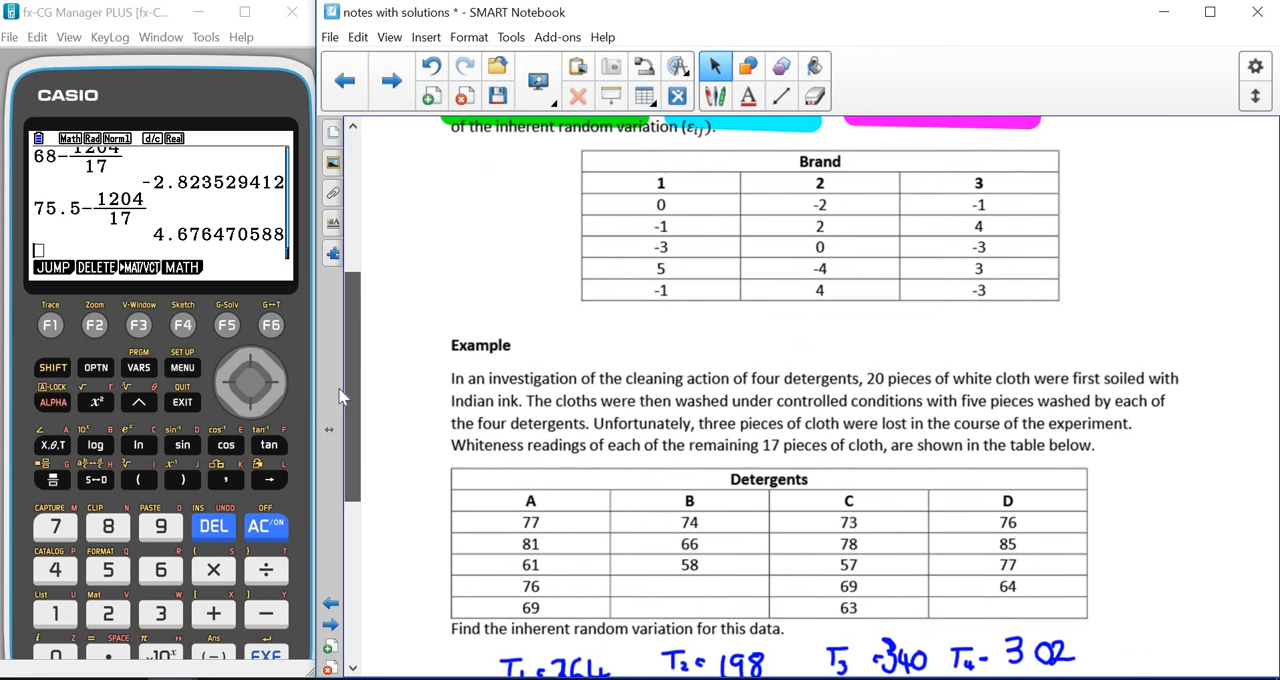 fx-CG Manager PLUS [fx-C...
File Edit View KeyLog Window Tools Help
CASIO
Math Rad Norm1 d/c Real
68-1204/17
-2.823529412
75.5-1204/17
4.676470588
JUMP DELETE ▶MAT/VCT MATH
Trace Zoom V-Window Sketch G-Solv G↔T
F1 F2 F3 F4 F5 F6
PRGM SET UP
SHIFT OPTN VARS MENU
A-LOCK √ r θ QUIT
ALPHA x² ^ EXIT
∠ A 10ˣ B eˣ C sin⁻¹ D cos⁻¹ E tan⁻¹ F
X,θ,T log ln sin cos tan
G H I J K L
S↔D ( ) , →
CAPTURE M CLIP N PASTE O INS UNDO OFF
7 8 9 DEL AC/ON
CATALOG P FORMAT Q R { S } T
4 5 6 × ÷
List U Mat V W [ X ] Y
1 2 3 + −
i Z = SPACE π " Ans
0 . ×10ˣ (−) EXE
notes with solutions * - SMART Notebook
File Edit View Insert Format Tools Add-ons Help
of the inherent random variation (εij).
Brand
1 2 3
0 -2 -1
-1 2 4
-3 0 -3
5 -4 3
-1 4 -3
Example
In an investigation of the cleaning action of four detergents, 20 pieces of white cloth were first soiled with
Indian ink. The cloths were then washed under controlled conditions with five pieces washed by each of
the four detergents. Unfortunately, three pieces of cloth were lost in the course of the experiment.
Whiteness readings of each of the remaining 17 pieces of cloth, are shown in the table below.
Detergents
A B C D
77 74 73 76
81 66 78 85
61 58 57 77
76 69 64
69 63
Find the inherent random variation for this data.
T₁=364 T₂= 198 T₃ =340 T₄- 302